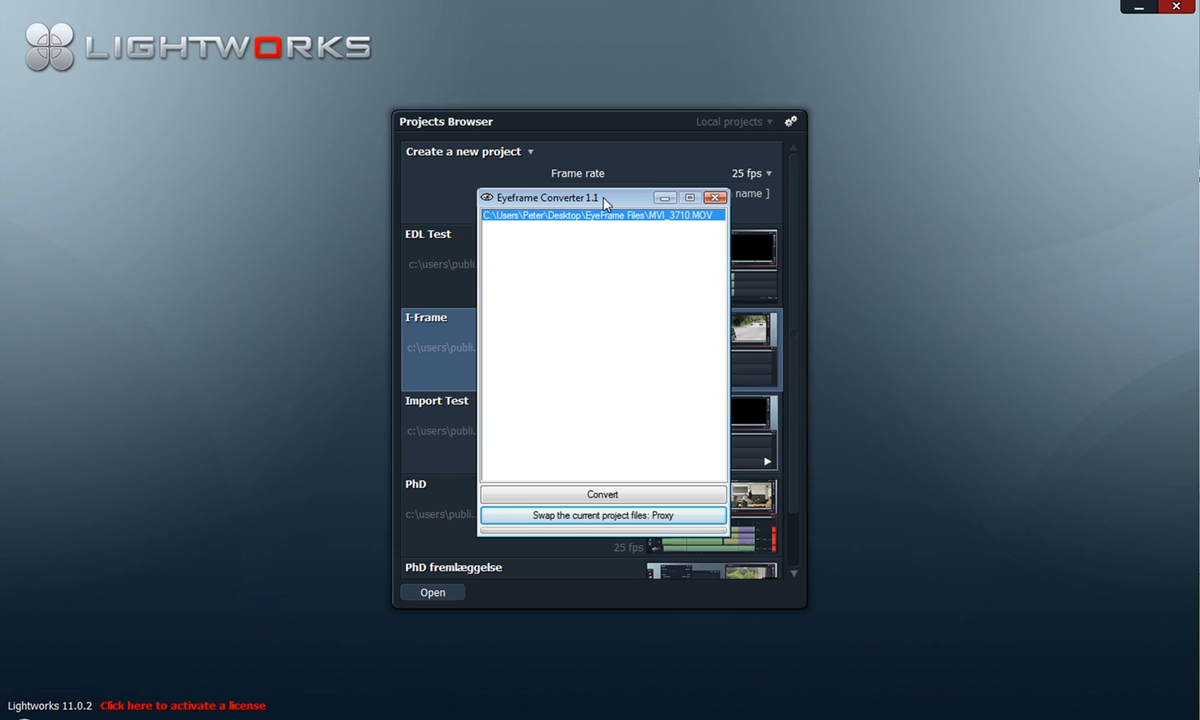 LIGHTWORKS
Projects Browser
Local projects
Create a new project
Frame rate
25 fps
name ]
Eyeframe Converter 1.1
C:\Users\Peter\Desktop\EyeFrame Files\MVI_3710.MOV
EDL Test
c:\users\publi.
I-Frame
c:\users\publi.
Import Test
c:\users\publi.
PhD
c:\users\publi.
Convert
Swap the current project files: Proxy
25 fps
PhD fremlæggelse
Open
Lightworks 11.0.2 Click here to activate a license